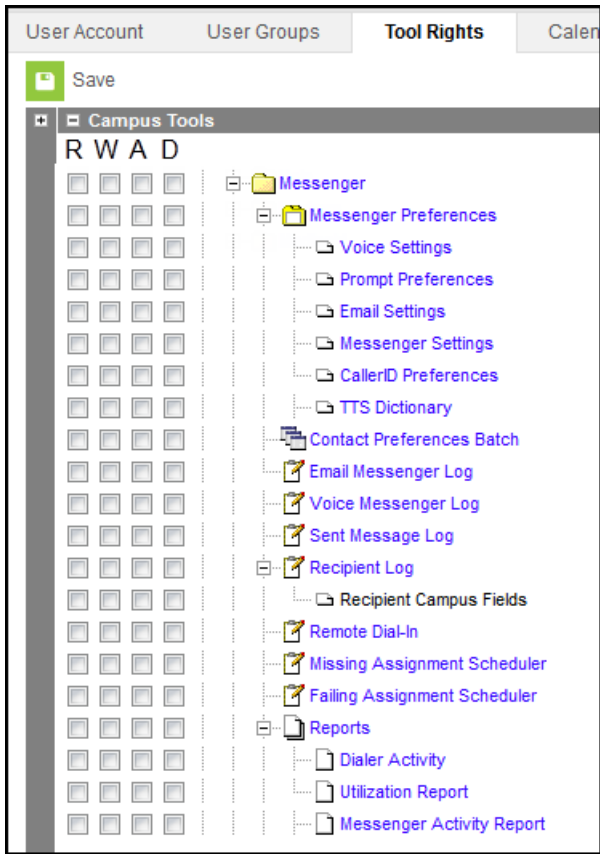 User Account User Groups Tool Rights Calen
Save
Campus Tools
R W A D
Messenger
Messenger Preferences
Voice Settings
Prompt Preferences
Email Settings
Messenger Settings
CallerID Preferences
TTS Dictionary
Contact Preferences Batch
Email Messenger Log
Voice Messenger Log
Sent Message Log
Recipient Log
Recipient Campus Fields
Remote Dial-In
Missing Assignment Scheduler
Failing Assignment Scheduler
Reports
Dialer Activity
Utilization Report
Messenger Activity Report